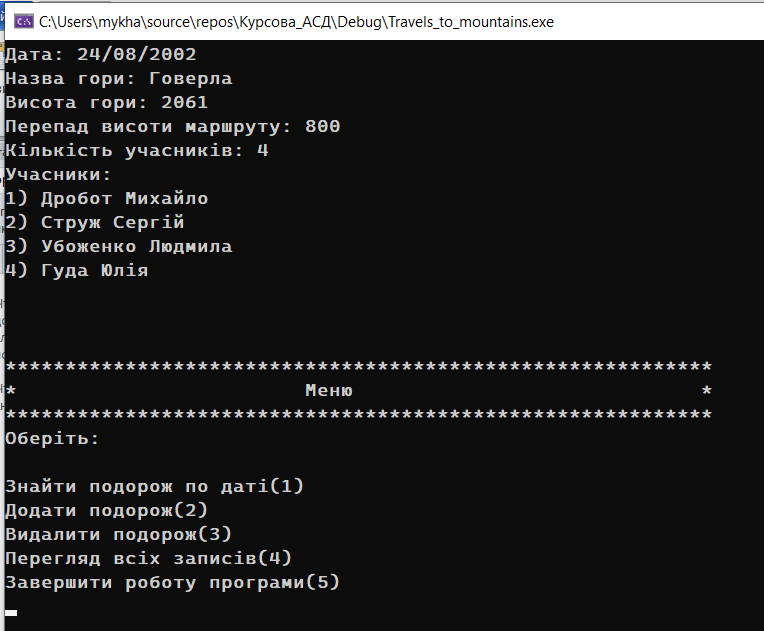 C:\Users\mykha\source\repos\Курсова_АСД\Debug\Travels_to_mountains.exe
Дата: 24/08/2002
Назва гори: Говерла
Висота гори: 2061
Перепад висоти маршруту: 800
Кількість учасників: 4
Учасники:
1) Дробот Михайло
2) Струж Сергій
3) Убоженко Людмила
4) Гуда Юлія
***********************************************************
* Меню *
***********************************************************
Оберіть:
Знайти подорож по даті(1)
Додати подорож(2)
Видалити подорож(3)
Перегляд всіх записів(4)
Завершити роботу програми(5)